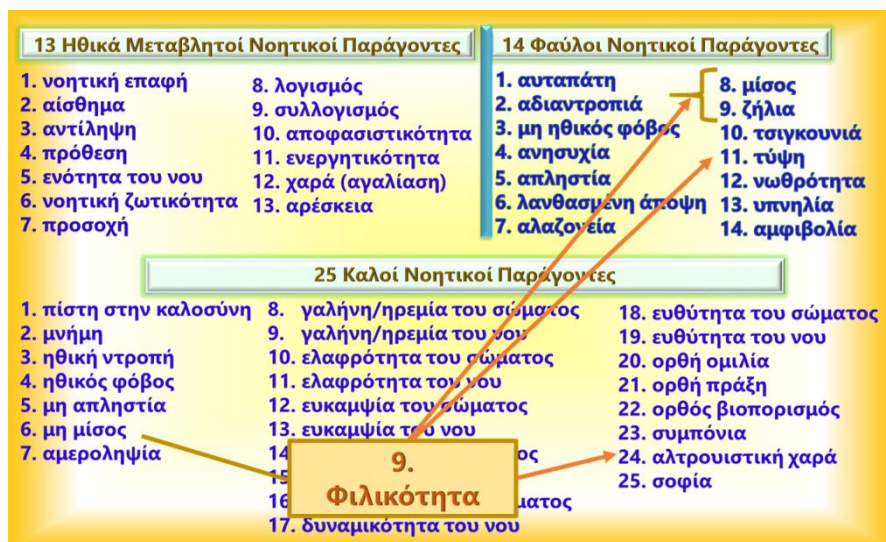 13 Ηθικά Μεταβλητοί Νοητικοί Παράγοντες
1. νοητική επαφή
2. αίσθημα
3. αντίληψη
4. πρόθεση
5. ενότητα του νου
6. νοητική ζωτικότητα
7. προσοχή
8. λογισμός
9. συλλογισμός
10. αποφασιστικότητα
11. ενεργητικότητα
12. χαρά (αγαλίαση)
13. αρέσκεια
14 Φαύλοι Νοητικοί Παράγοντες
1. αυταπάτη
2. αδιαντροπιά
3. μη ηθικός φόβος
4. ανησυχία
5. απληστία
6. λανθασμένη άποψη
7. αλαζονεία
8. μίσος
9. ζήλια
10. τσιγκουνιά
11. τύψη
12. νωθρότητα
13. υπνηλία
14. αμφιβολία
25 Καλοί Νοητικοί Παράγοντες
1. πίστη στην καλοσύνη
2. μνήμη
3. ηθική ντροπή
4. ηθικός φόβος
5. μη απληστία
6. μη μίσος
7. αμεροληψία
8. γαλήνη/ηρεμία του σώματος
9. γαλήνη/ηρεμία του νου
10. ελαφρότητα του σώματος
11. ελαφρότητα του νου
12. ευκαμψία του σώματος
13. ευκαμψία του νου
14
15
16
17. δυναμικότητα του νου
9.
Φιλικότητα
18. ευθύτητα του σώματος
19. ευθύτητα του νου
20. ορθή ομιλία
21. ορθή πράξη
22. ορθός βιοπορισμός
23. συμπόνια
24. αλτρουιστική χαρά
25. σοφία